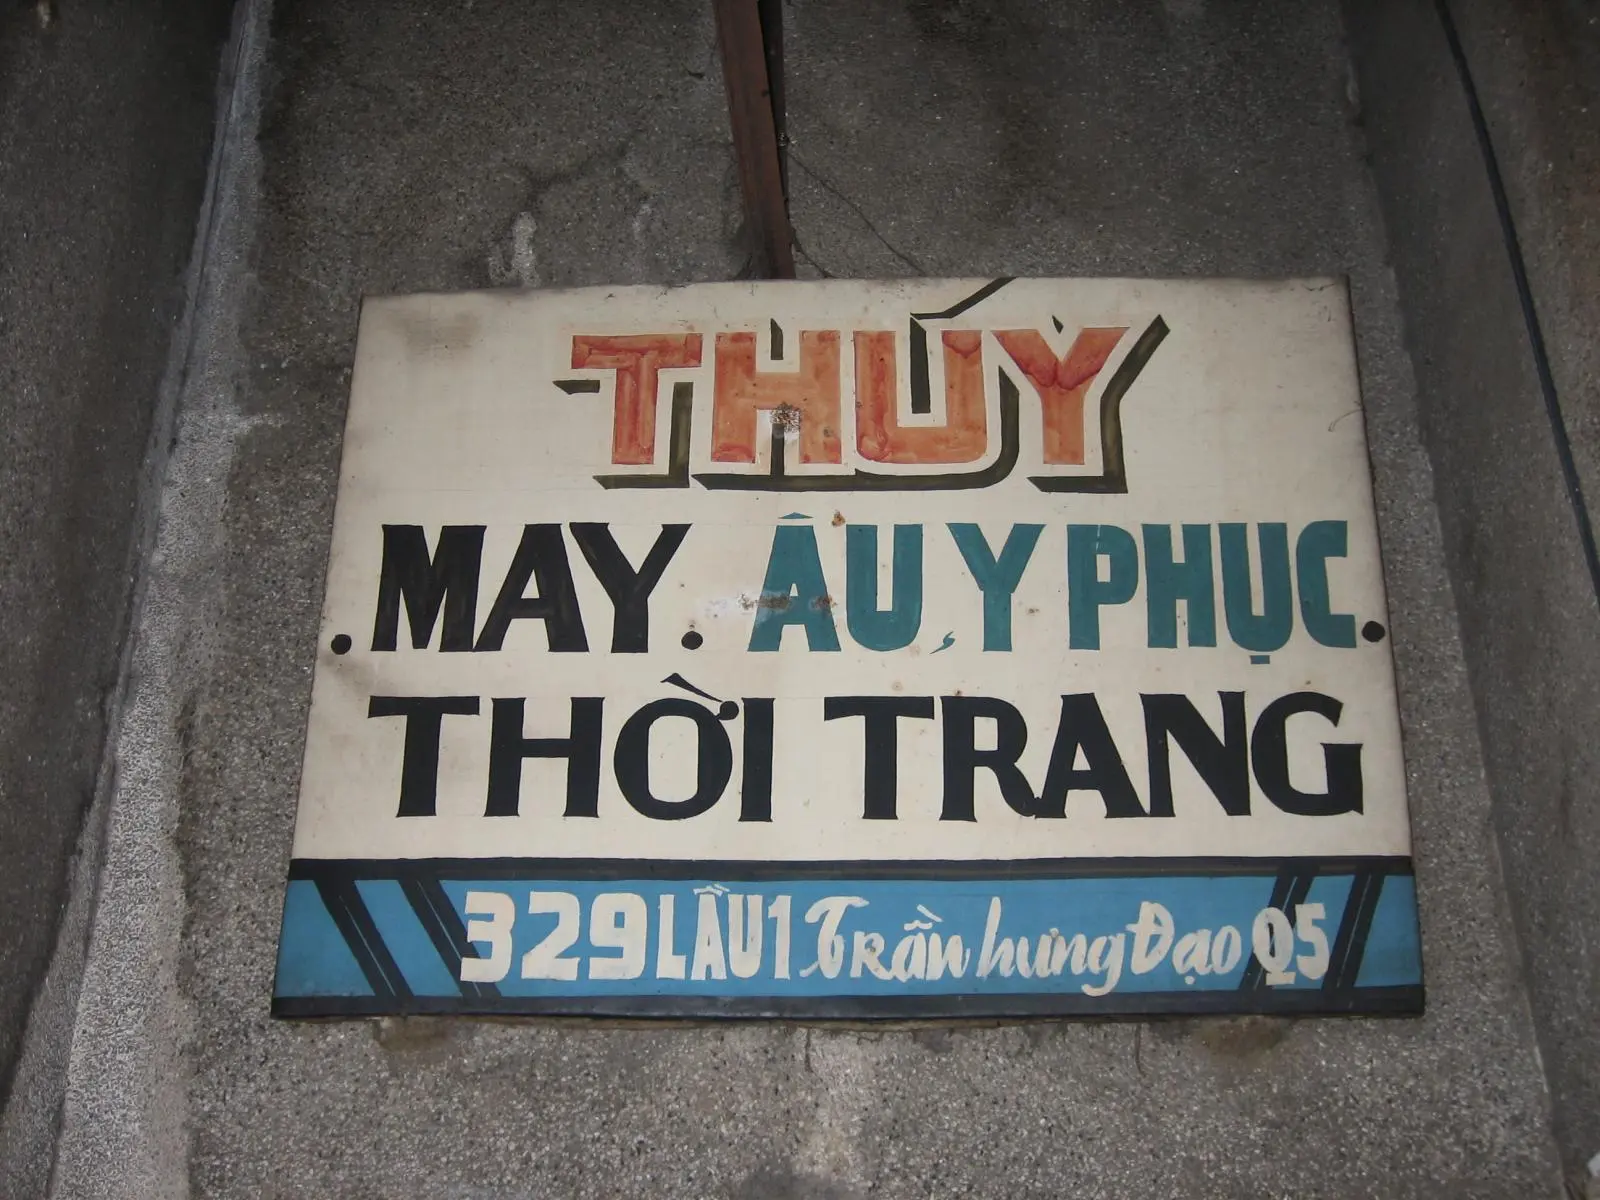 THÚY
. MAY. ÂU, Y PHỤC.
THỜI TRANG
329 LẦU 1 Trần hưng Đạo Q5